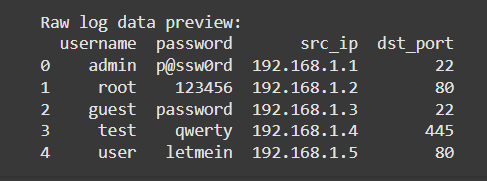 Raw log data preview:
username password src_ip dst_port
0 admin p@ssw0rd 192.168.1.1 22
1 root 123456 192.168.1.2 80
2 guest password 192.168.1.3 22
3 test qwerty 192.168.1.4 445
4 user letmein 192.168.1.5 80